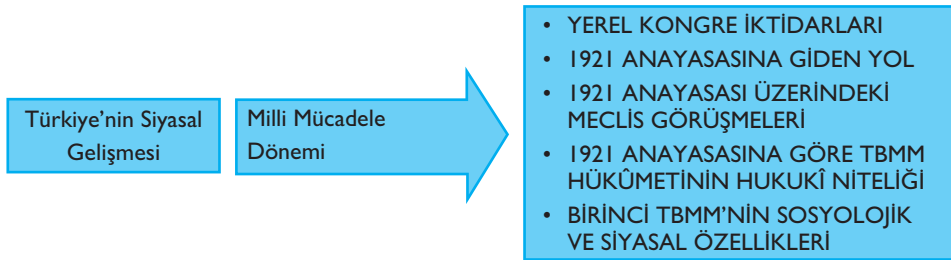 Türkiye’nin Siyasal
Gelişmesi
Milli Mücadele
Dönemi
• YEREL KONGRE İKTİDARLARI
• 1921 ANAYASASINA GİDEN YOL
• 1921 ANAYASASI ÜZERİNDEKİ
MECLİS GÖRÜŞMELERİ
• 1921 ANAYASASINA GÖRE TBMM
HÜKÛMETİNİN HUKUKÎ NİTELİĞİ
• BİRİNCİ TBMM’NİN SOSYOLOJİK
VE SİYASAL ÖZELLİKLERİ